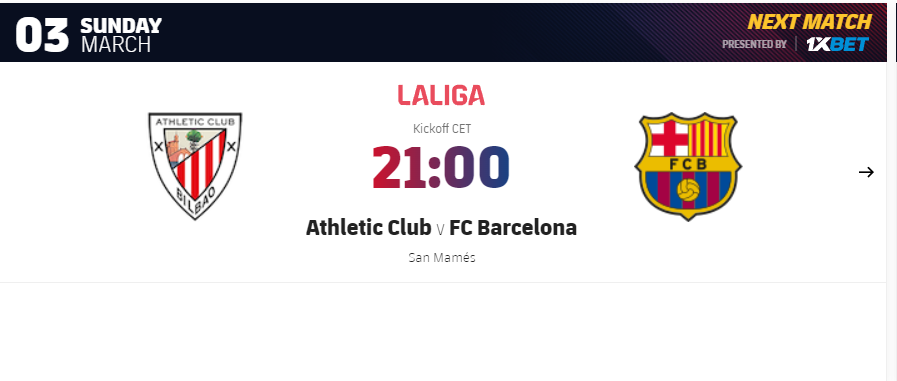 03 SUNDAY
MARCH
NEXT MATCH
PRESENTED BY | 1XBET
LALIGA
Kickoff CET
21:00
ATHLETIC CLUB
BILBAO
FCB
Athletic Club v FC Barcelona
San Mamés